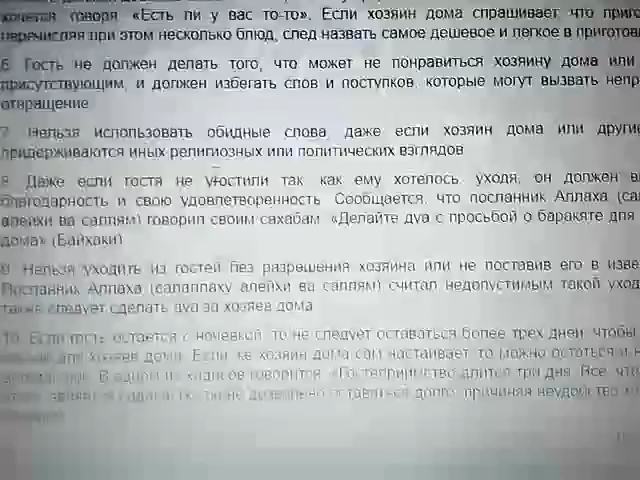 хочется говоря «Есть ли у вас то-то». Если хозяин дома спрашивает, что приго
перечисляя при этом несколько блюд, след назвать самое дешевое и легкое в приготов
6. Гость не должен делать того, что может не понравиться хозяину дома или
присутствующим, и должен избегать слов и поступков, которые могут вызвать непр
отвращение
7. Нельзя использовать обидные слова, даже если хозяин дома или другие
придерживаются иных религиозных или политических взглядов
8. Даже если гостя не угостили так, как ему хотелось, уходя, он должен в
благодарность и свою удовлетворенность. Сообщается, что посланник Аллаха (са
алейхи ва саллям) говорил своим сахабам: «Делайте дуа с просьбой о баракяте для
дома» (Байхаки)
9. Нельзя уходить из гостей без разрешения хозяина или не поставив его в изве
Посланник Аллаха (салаллаху алейхи ва саллям) считал недопустимым такой уход
также следует сделать дуа за хозяев дома
10. Если гость остается с ночевкой, то не следует оставаться более трех дней, чтобы
для хозяев дома. Если же хозяин дома сам настаивает, то можно остаться и н
В одном из хадисов говорится: «Гостеприимство длится три дня. Все, что
оставаться долго, причиняя неудобство